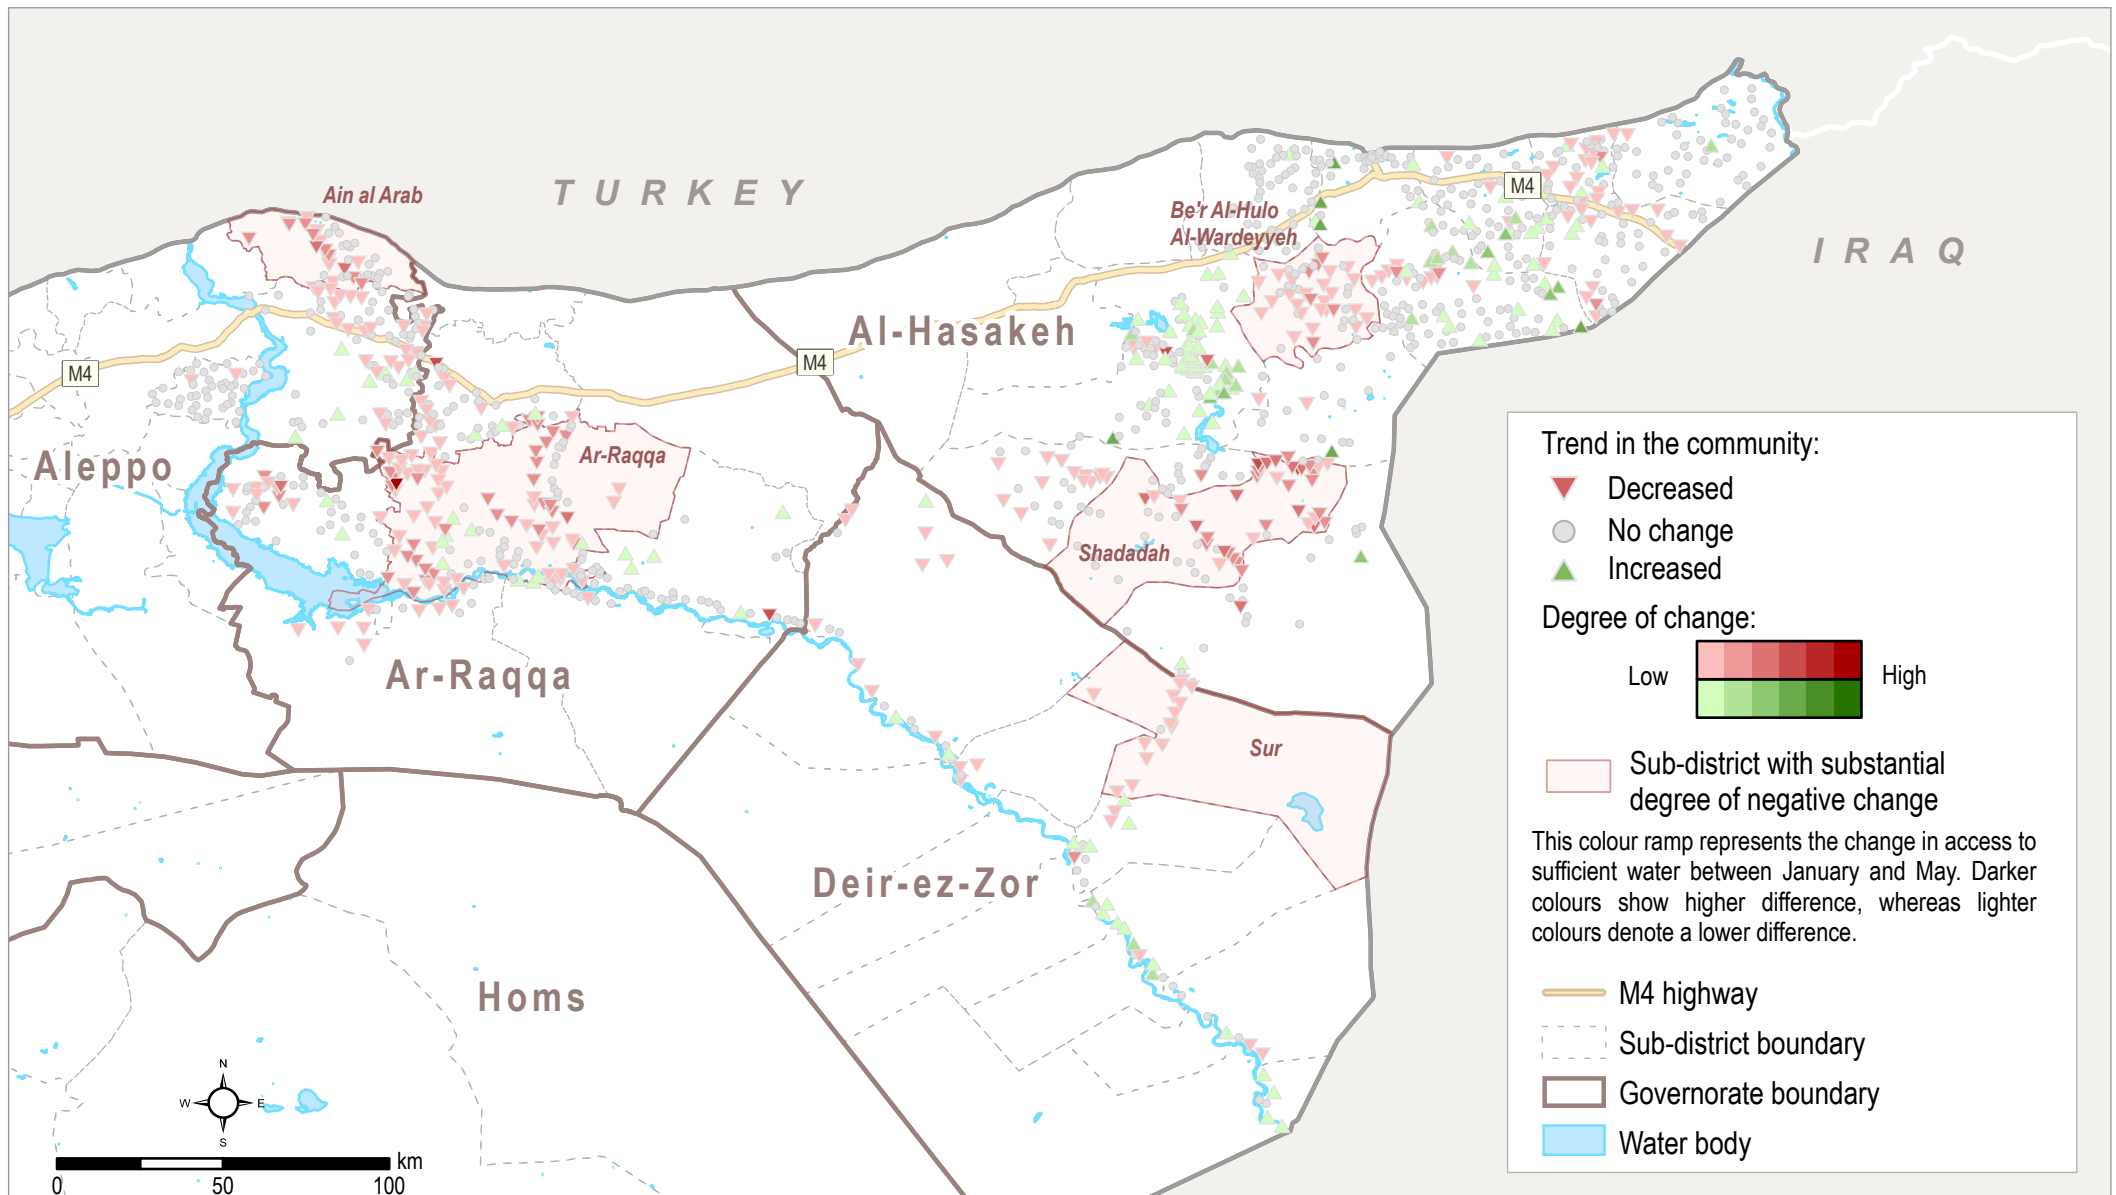 TURKEY
IRAQ
Ain al Arab
Be'r Al-Hulo
Al-Wardeyyeh
M4
M4
M4
Al-Hasakeh
Aleppo
Ar-Raqqa
Shadadah
Ar-Raqqa
Sur
Deir-ez-Zor
Homs
N
W
E
S
km
0
50
100
Trend in the community:
Decreased
No change
Increased
Degree of change:
Low
High
Sub-district with substantial
degree of negative change
This colour ramp represents the change in access to
sufficient water between January and May. Darker
colours show higher difference, whereas lighter
colours denote a lower difference.
M4 highway
Sub-district boundary
Governorate boundary
Water body